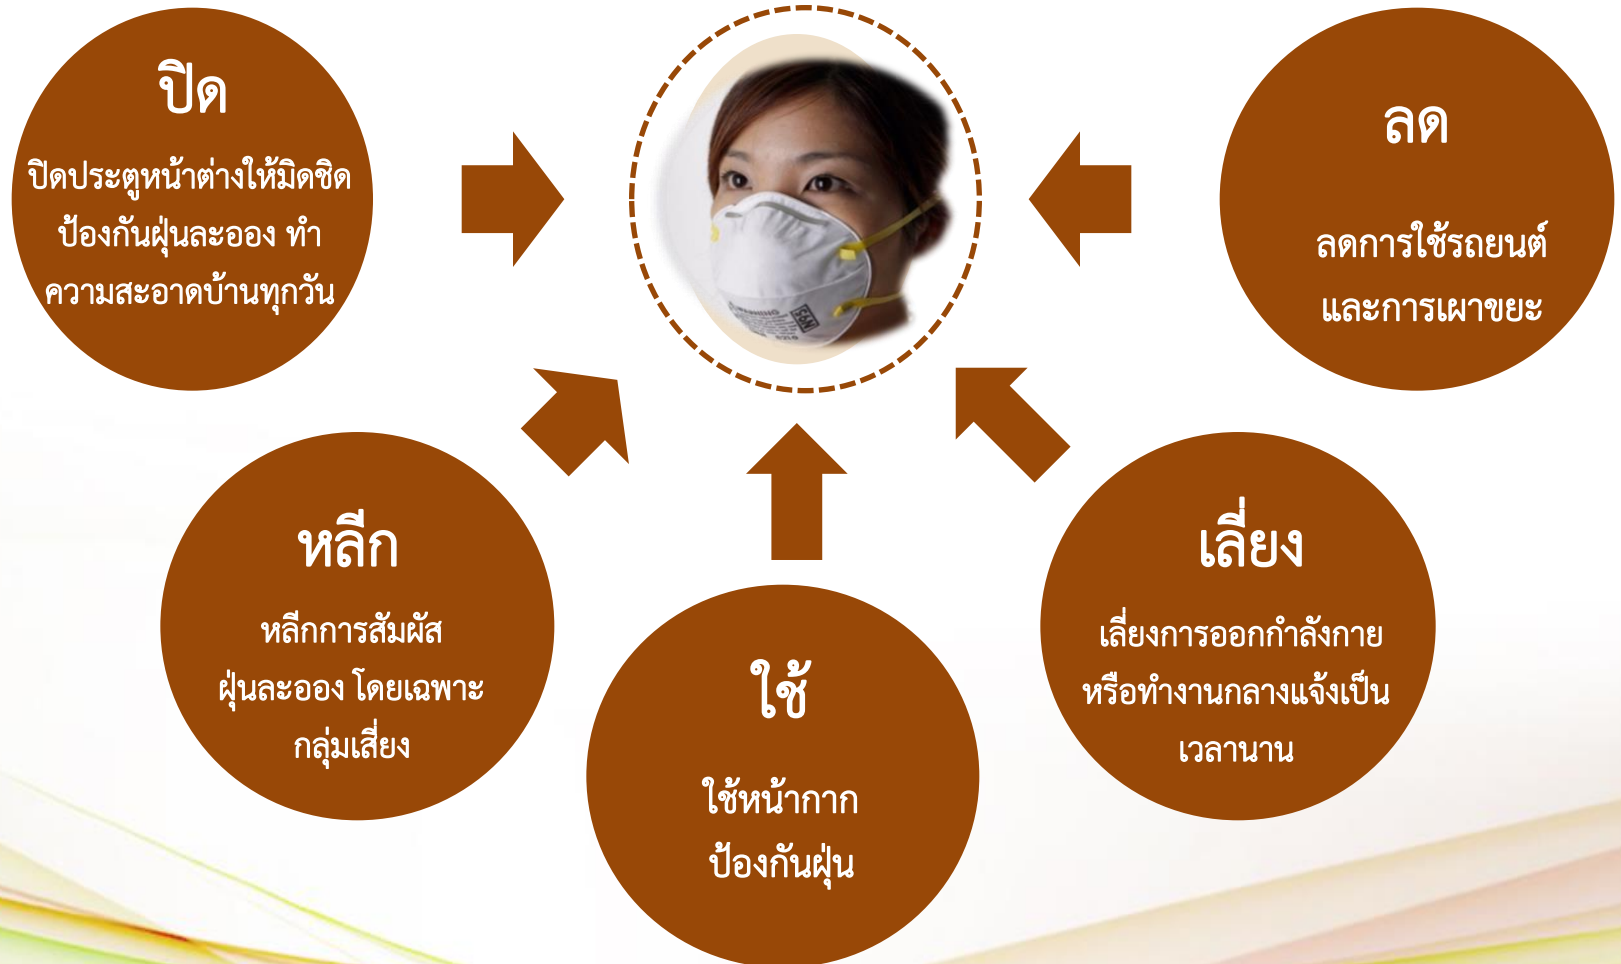 ปิด
ปิดประตูหน้าต่างให้มิดชิด
ป้องกันฝุ่นละออง ทำ
ความสะอาดบ้านทุกวัน
หลีก
หลีกการสัมผัส
ฝุ่นละออง โดยเฉพาะ
กลุ่มเสี่ยง
ใช้
ใช้หน้ากาก
ป้องกันฝุ่น
เลี่ยง
เลี่ยงการออกกำลังกาย
หรือทำงานกลางแจ้งเป็น
เวลานาน
ลด
ลดการใช้รถยนต์
และการเผาขยะ
WARNING
N95